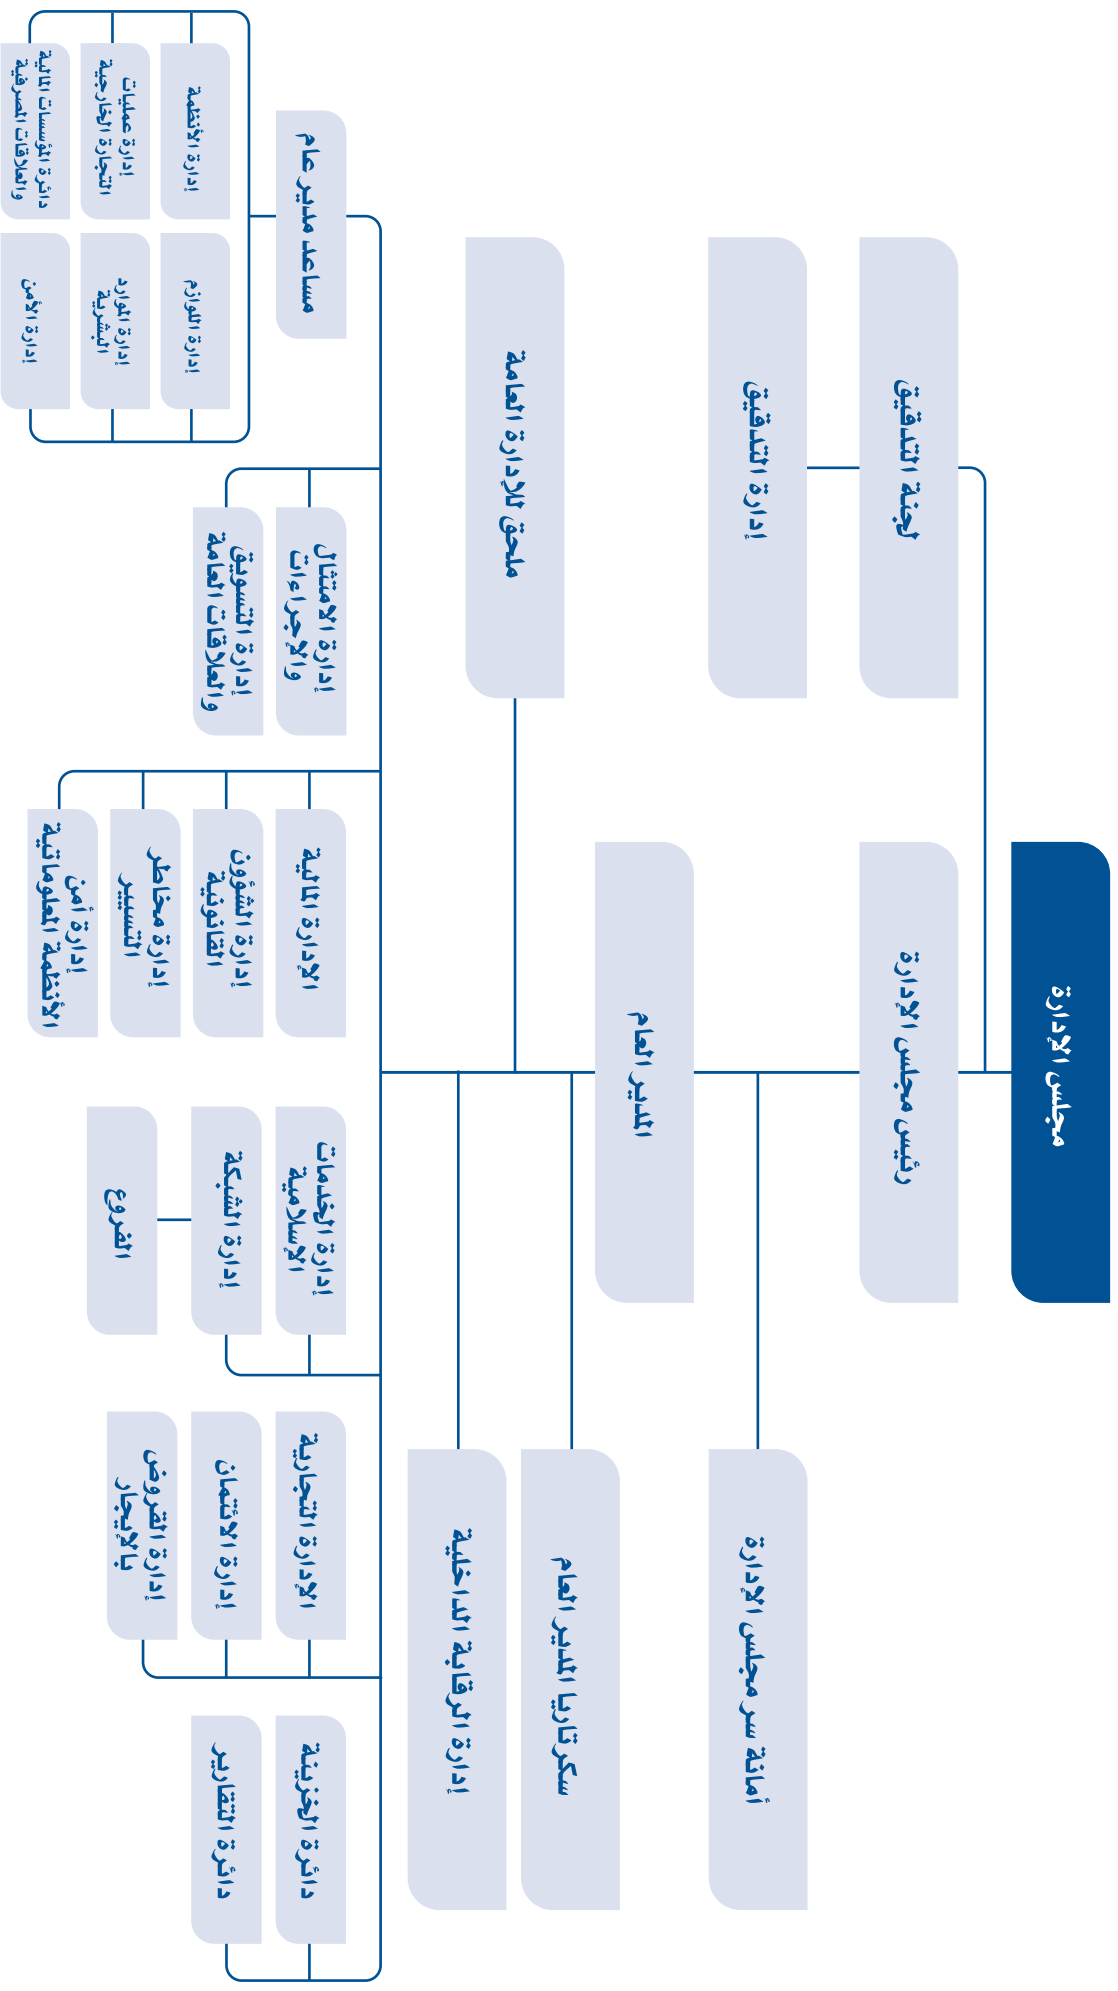 مجلس الإدارة
رئيس مجلس الإدارة
لجنة التدقيق
أمانة سر مجلس الإدارة
إدارة التدقيق
المدير العام
سكرتاريا المدير العام
ملحق للإدارة العامة
إدارة الرقابة الداخلية
دائرة الخزينة
دائرة التقارير
الإدارة التجارية
إدارة الائتمان
إدارة القروض
بالإيجار
إدارة الخدمات
الإسلامية
إدارة الشبكة
الفروع
الإدارة المالية
إدارة الشؤون
القانونية
إدارة مخاطر
التسيير
إدارة أمن
الأنظمة المعلوماتية
إدارة الامتثال
والإجراءات
إدارة التسويق
والعلاقات العامة
مساعد مدير عام
إدارة اللوازم
إدارة الموارد
البشرية
إدارة الأمن
إدارة الأنظمة
إدارة عمليات
التجارة الخارجية
دائرة المؤسسات المالية
والعلاقات المصرفية